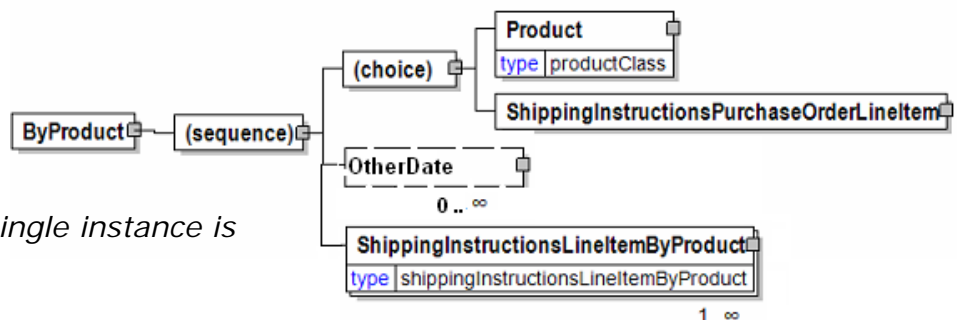 Product
type productClass
(choice)
ShippingInstructionsPurchaseOrderLineItem
ByProduct
(sequence)
OtherDate
0 .. ∞
ingle instance is
ShippingInstructionsLineItemByProduct
type shippingInstructionsLineItemByProduct
1 .. ∞